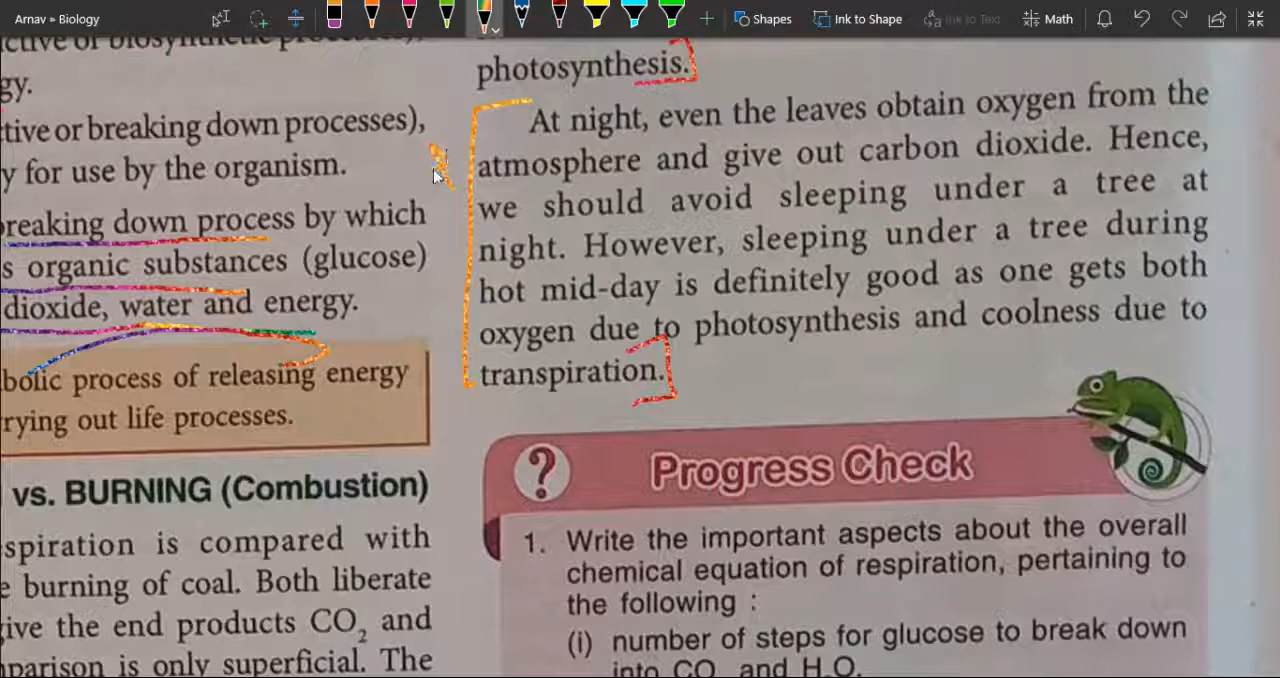 Arnav » Biology
Shapes
Ink to Shape
Ink to Text
Math
gy.
tive or breaking down processes),
y for use by the organism.
reaking down process by which
s organic substances (glucose)
dioxide, water and energy.
bolic process of releasing energy
rying out life processes.
vs. BURNING (Combustion)
spiration is compared with
e burning of coal. Both liberate
ive the end products CO₂ and
parison is only superficial. The
photosynthesis.
At night, even the leaves obtain oxygen from the
atmosphere and give out carbon dioxide. Hence,
we should avoid sleeping under a tree at
night. However, sleeping under a tree during
hot mid-day is definitely good as one gets both
oxygen due to photosynthesis and coolness due to
transpiration.
? Progress Check
1. Write the important aspects about the overall
chemical equation of respiration, pertaining to
the following :
(i) number of steps for glucose to break down
into CO₂ and H₂O.